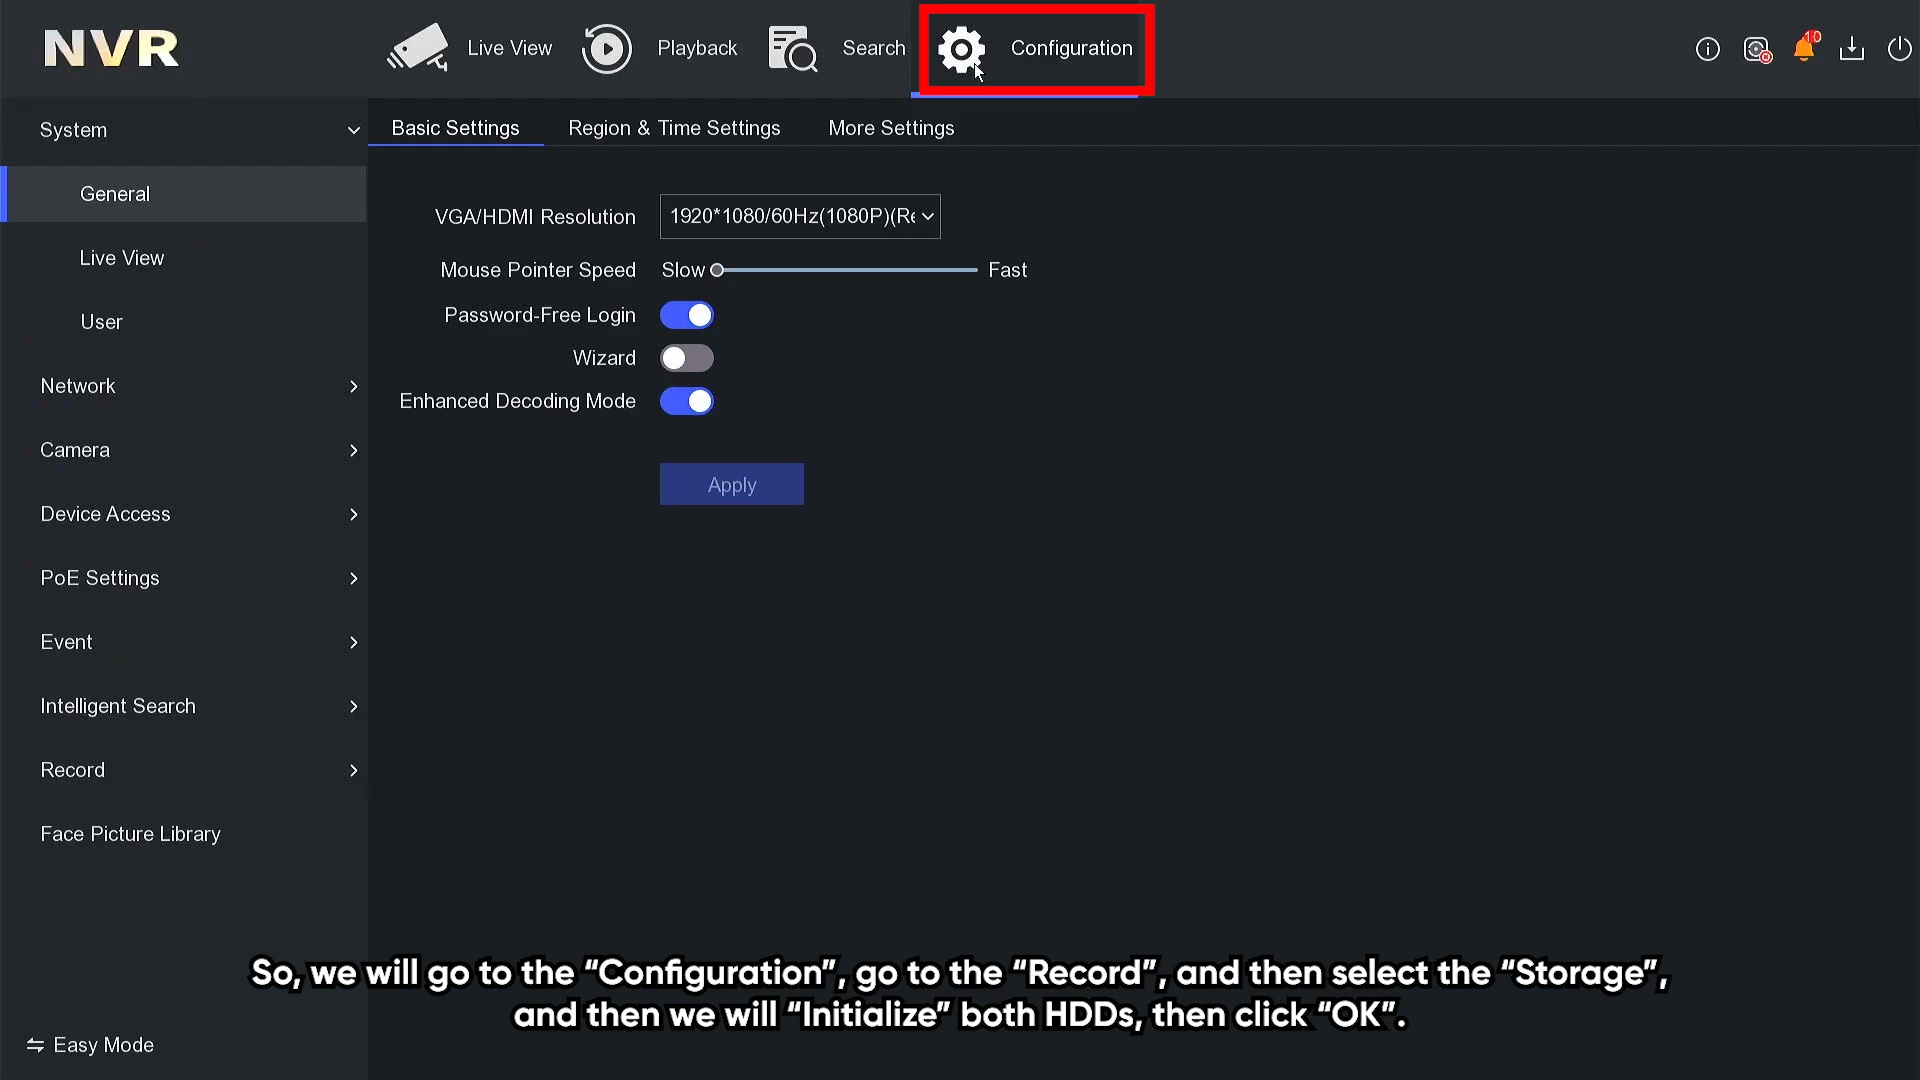 NVR
Live View
Playback
Search
Configuration
10
System
General
Live View
User
Network
Camera
Device Access
PoE Settings
Event
Intelligent Search
Record
Face Picture Library
Easy Mode
Basic Settings
Region & Time Settings
More Settings
VGA/HDMI Resolution
1920*1080/60Hz(1080P)(Re
Mouse Pointer Speed
Slow
Fast
Password-Free Login
Wizard
Enhanced Decoding Mode
Apply
So, we will go to the “Configuration”, go to the “Record”, and then select the “Storage”,
and then we will “Initialize” both HDDs, then click “OK”.